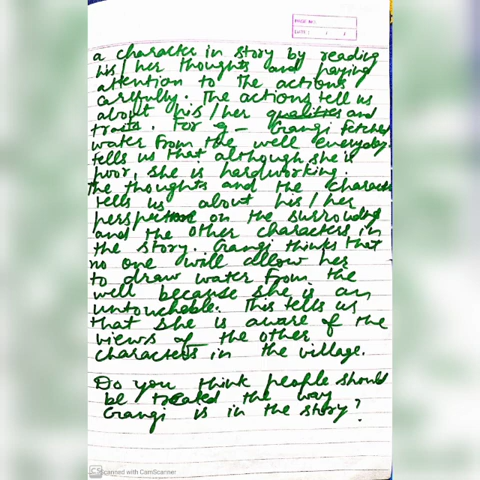 PAGE NO.
DATE: / /
a character in story by reading
his/her thoughts and paying
attention to the actions
carefully. The actions tell us
about his/her qualities and
traits. For eg - Gangi fetches
water from the well everyday
tells us that although she is
poor, she is hardworking.
The thoughts and the character
tells us about his/her
perspective on the surroundings
and the other characters in
the story. Gangi thinks that
no one will allow her
to draw water from the
well because she is an
untouchable. This tells us
that she is aware of the
views of the other
characters in the village.
Do you think people should
be treated the way
Gangi is in the story?
CS Scanned with CamScanner